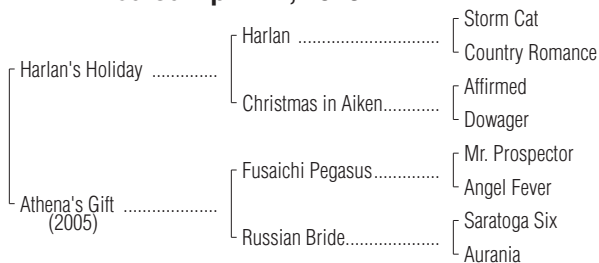 Storm Cat
Harlan
Country Romance
Harlan's Holiday
Affirmed
Christmas in Aiken
Dowager
Mr. Prospector
Fusaichi Pegasus
Angel Fever
Athena's Gift
(2005)
Saratoga Six
Russian Bride
Aurania